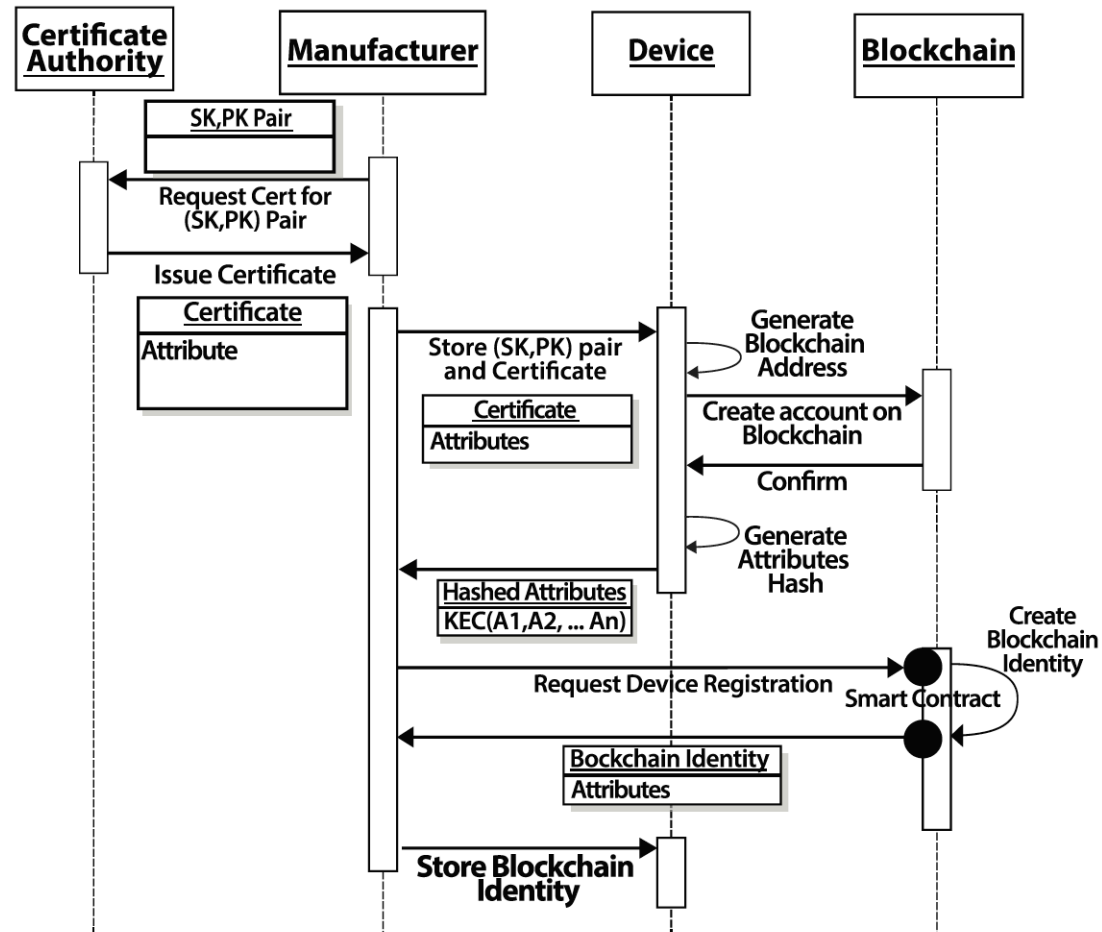 Certificate
Authority
Manufacturer
Device
Blockchain
SK,PK Pair
Request Cert for
(SK,PK) Pair
Issue Certificate
Certificate
Attribute
Store (SK,PK) pair
and Certificate
Certificate
Attributes
Generate
Blockchain
Address
Create account on
Blockchain
Confirm
Generate
Attributes
Hash
Hashed Attributes
KEC(A1,A2, ... An)
Create
Blockchain
Identity
Request Device Registration
Smart Contract
Bockchain Identity
Attributes
Store Blockchain
Identity